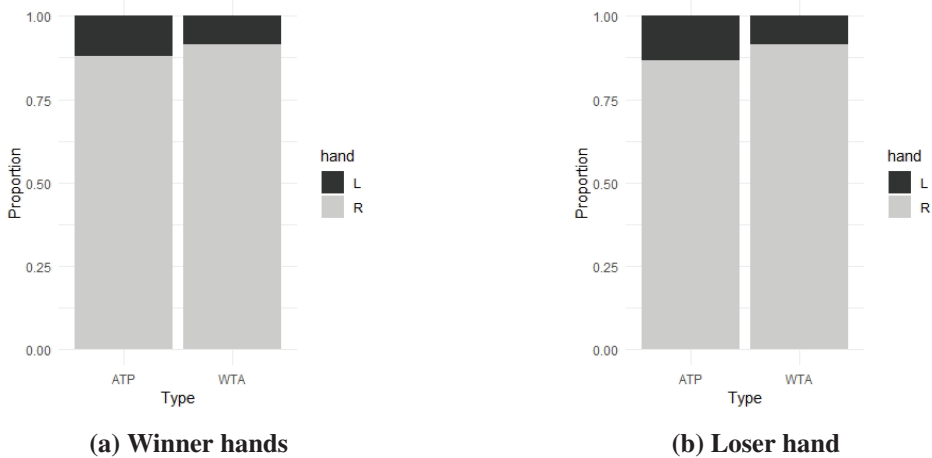 1.00
0.75
0.50
0.25
0.00
Proportion
ATP
WTA
Type
hand
L
R
(a) Winner hands
1.00
0.75
0.50
0.25
0.00
Proportion
ATP
WTA
Type
hand
L
R
(b) Loser hand